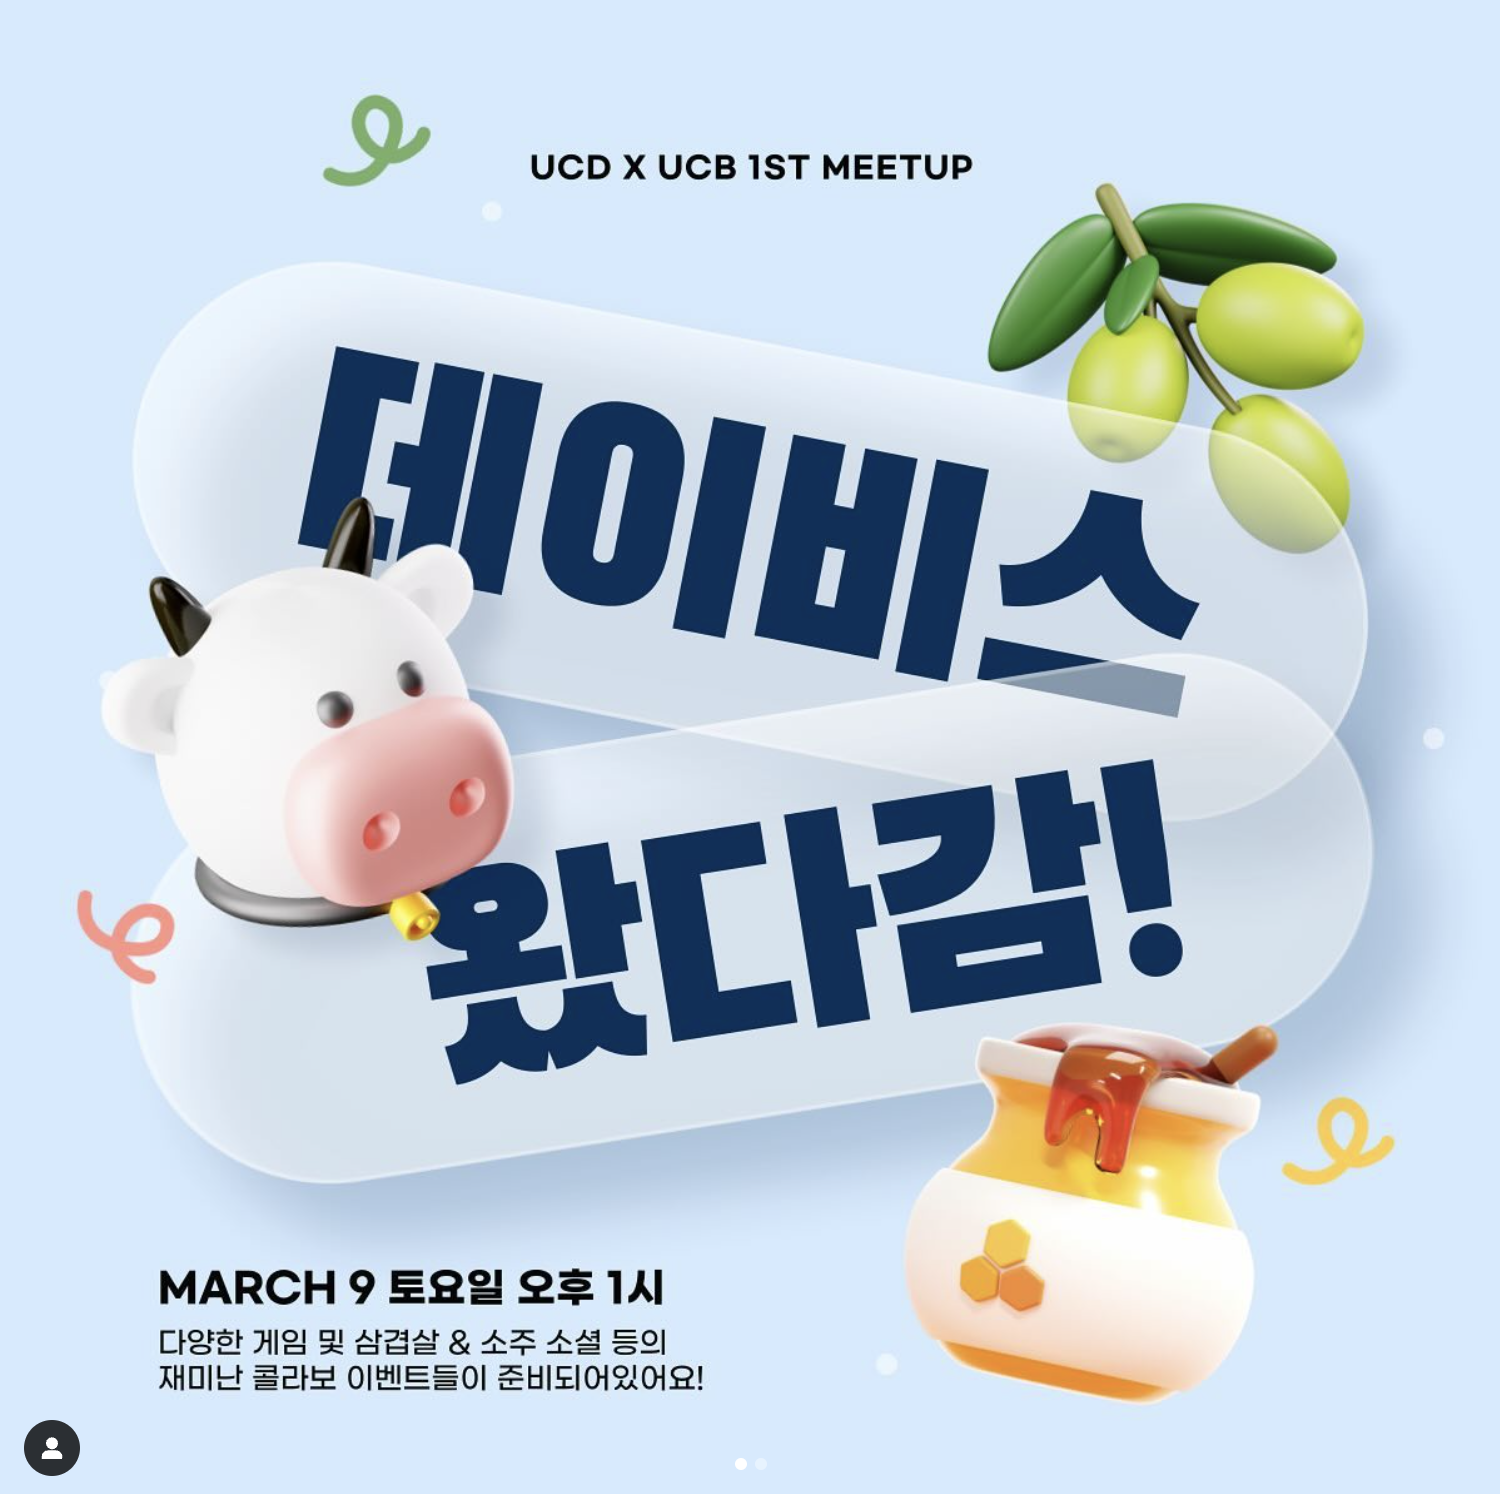 UCD X UCB 1ST MEETUP
데이비스
왔다감!
MARCH 9 토요일 오후 1시
다양한 게임 및 삼겹살 & 소주 소셜 등의
재미난 콜라보 이벤트들이 준비되어있어요!